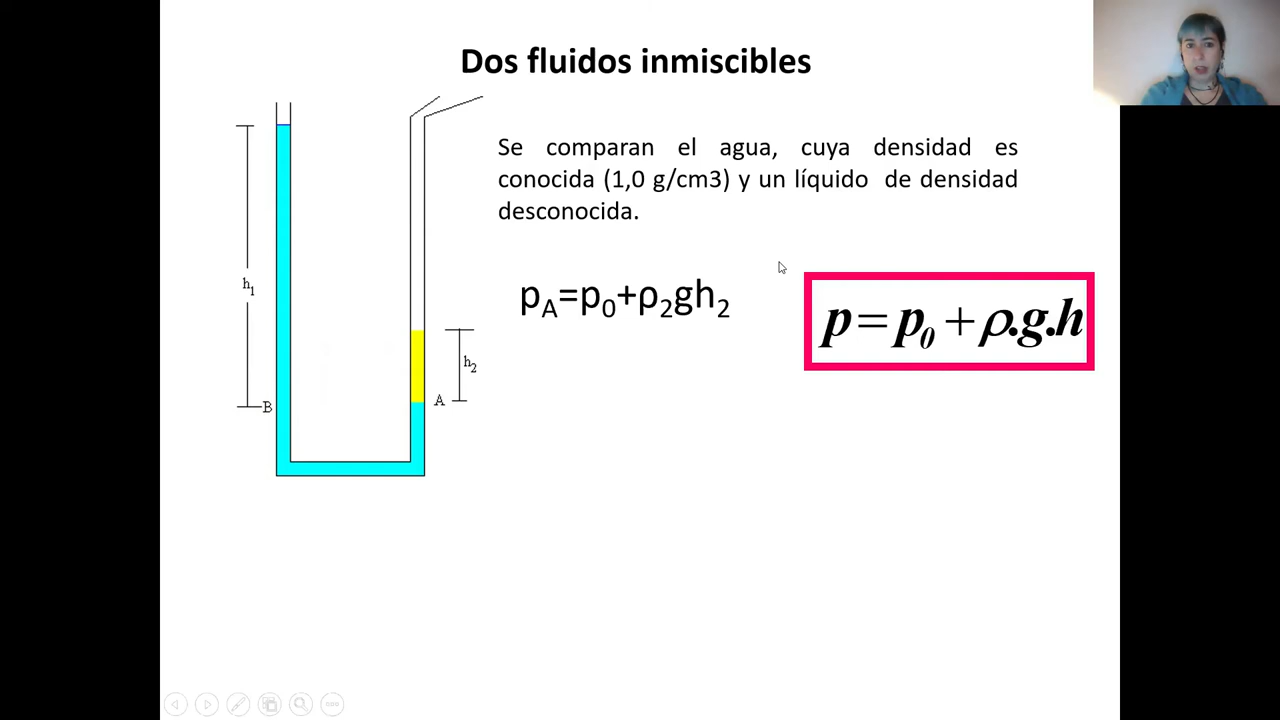 Dos fluidos inmiscibles
Se comparan el agua, cuya densidad es
conocida (1,0 g/cm3) y un líquido de densidad
desconocida.
h₁
p_A=p₀+ρ₂gh₂
p=p₀+ρ.g.h
h₂
B
A